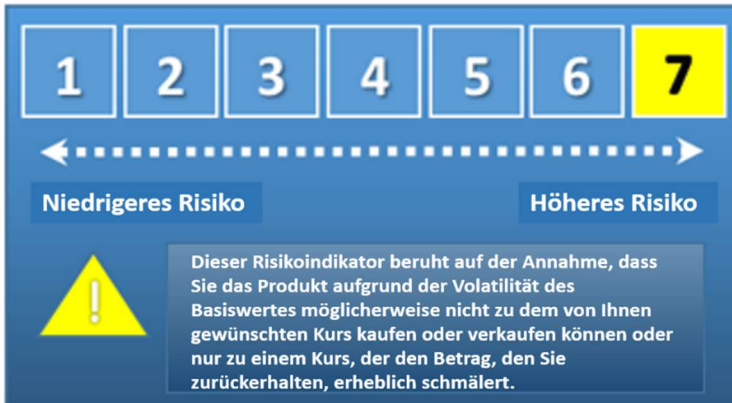 1 2 3 4 5 6 7
Niedrigeres Risiko Höheres Risiko
!
Dieser Risikoindikator beruht auf der Annahme, dass
Sie das Produkt aufgrund der Volatilität des
Basiswertes möglicherweise nicht zu dem von Ihnen
gewünschten Kurs kaufen oder verkaufen können oder
nur zu einem Kurs, der den Betrag, den Sie
zurückerhalten, erheblich schmälert.